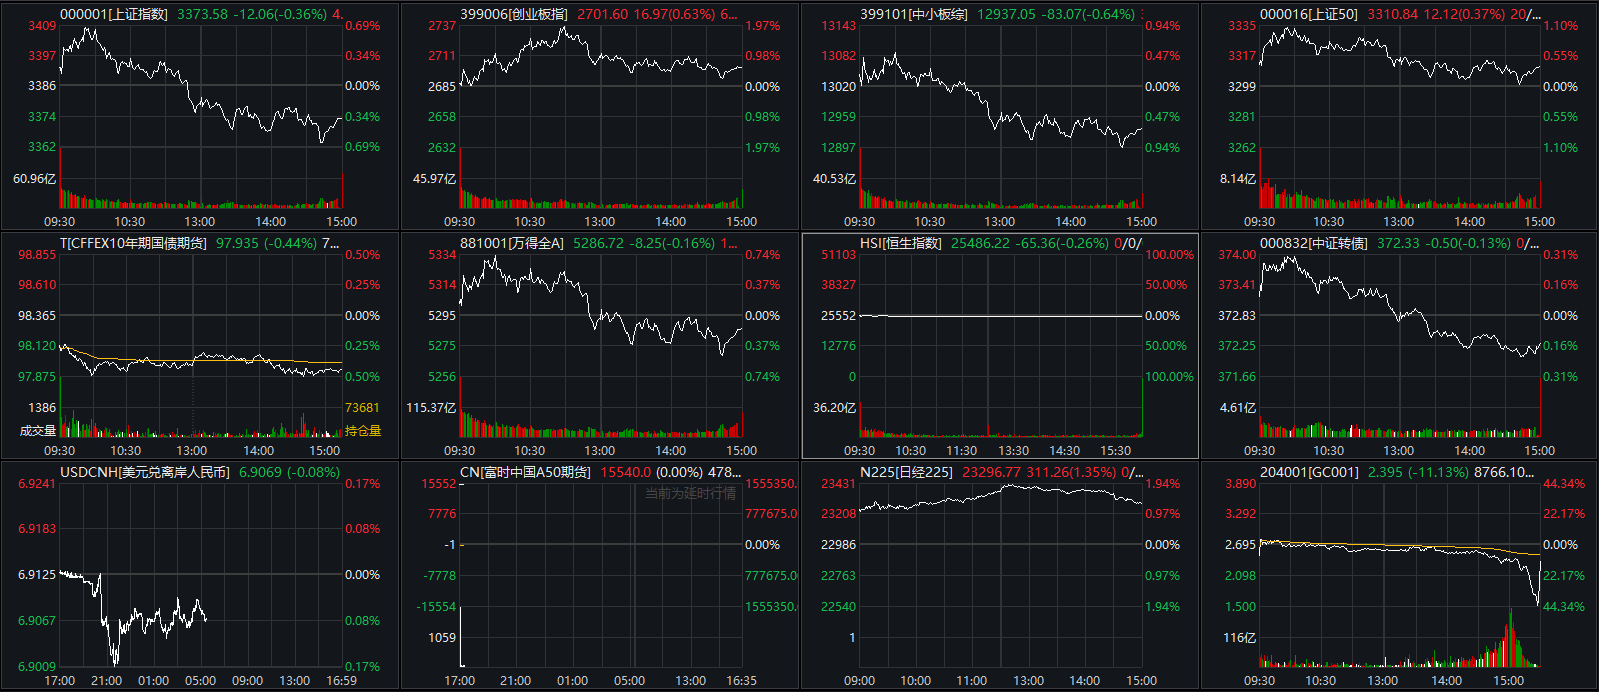 000001[上证指数] 3373.58 -12.06(-0.36%) 4.
3409 0.69%
3397 0.34%
3386 0.00%
3374 0.34%
3362 0.69%
60.96亿
09:30 10:30 13:00 14:00 15:00
399006[创业板指] 2701.60 16.97(0.63%) 6...
2737 1.97%
2711 0.98%
2685 0.00%
2658 0.98%
2632 1.97%
45.97亿
09:30 10:30 13:00 14:00 15:00
399101[中小板综] 12937.05 -83.07(-0.64%)
13143 0.94%
13082 0.47%
13020 0.00%
12959 0.47%
12897 0.94%
40.53亿
09:30 10:30 13:00 14:00 15:00
000016[上证50] 3310.84 12.12(0.37%) 20/...
3335 1.10%
3317 0.55%
3299 0.00%
3281 0.55%
3262 1.10%
8.14亿
09:30 10:30 13:00 14:00 15:00
T[CFFEX10年期国债期货] 97.935 (-0.44%) 7...
98.855 0.50%
98.610 0.25%
98.365 0.00%
98.120 0.25%
97.875 0.50%
1386 73681
成交量 持仓量
09:30 10:30 13:00 14:00 15:00
881001[万得全A] 5286.72 -8.25(-0.16%) 1...
5334 0.74%
5314 0.37%
5295 0.00%
5275 0.37%
5256 0.74%
115.37亿
09:30 10:30 13:00 14:00 15:00
HSI[恒生指数] 25486.22 -65.36(-0.26%) 0/0/
51103 100.00%
38327 50.00%
25552 0.00%
12776 50.00%
0 100.00%
36.20亿
09:30 10:30 11:30 13:30 14:30 15:30
000832[中证转债] 372.33 -0.50(-0.13%) 0/...
374.00 0.31%
373.41 0.16%
372.83 0.00%
372.25 0.16%
371.66 0.31%
4.61亿
09:30 10:30 13:00 14:00 15:00
USDCNH[美元兑离岸人民币] 6.9069 (-0.08%)
6.9241 0.17%
6.9183 0.08%
6.9125 0.00%
6.9067 0.08%
6.9009 0.17%
17:00 21:00 01:00 05:00 09:00 13:00 16:59
CN[富时中国A50期货] 15540.0 (0.00%) 478...
当前为延时行情
15552 1555350.
7776 777675.0
-1 0.00%
-7778 777675.0
-15554 1555350.
1059
17:00 21:00 01:00 05:00 13:00 16:35
N225[日经225] 23296.77 311.26(1.35%) 0/...
23431 1.94%
23208 0.97%
22986 0.00%
22763 0.97%
22540 1.94%
1
09:00 10:00 11:00 13:00 14:00 15:00
204001[GC001] 2.395 (-11.13%) 8766.10...
3.890 44.34%
3.292 22.17%
2.695 0.00%
2.098 22.17%
1.500 44.34%
116亿
09:30 10:30 13:00 14:00 15:00